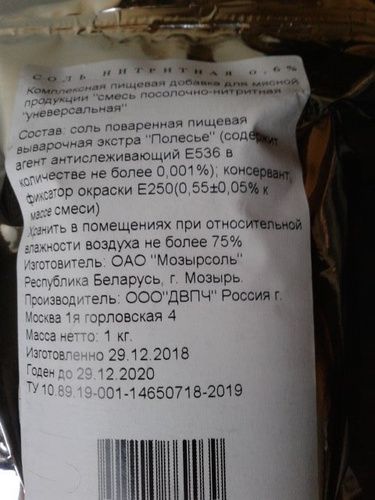 СОЛЬ НИТРИТНАЯ 0.6%
Комплексная пищевая добавка для мясной
продукции "смесь посолочно-нитритная
"универсальная"
Состав: соль поваренная пищевая
выварочная экстра "Полесье" (содержит
агент антислеживающий Е536 в
количестве не более 0,001%); консервант,
фиксатор окраски Е250(0,55±0,05% к
массе смеси)
Хранить в помещениях при относительной
влажности воздуха не более 75%
Изготовитель: ОАО "Мозырсоль"
Республика Беларусь, г. Мозырь.
Производитель: ООО"ДВПЧ" Россия г.
Москва 1я горловская 4
Масса нетто: 1 кг.
Изготовленно 29.12.2018
Годен до 29.12.2020
ТУ 10.89.19-001-14650718-2019